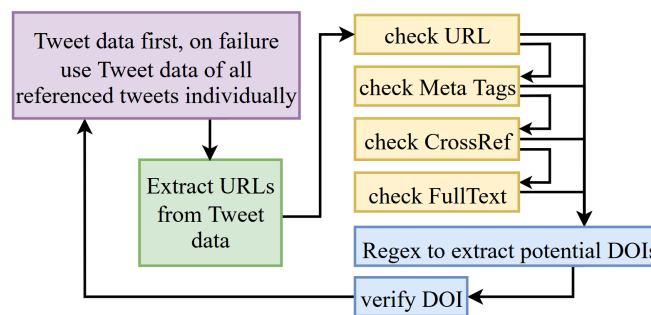 Tweet data first, on failure
use Tweet data of all
referenced tweets individually
Extract URLs
from Tweet
data
check URL
check Meta Tags
check CrossRef
check FullText
Regex to extract potential DOIs
verify DOI